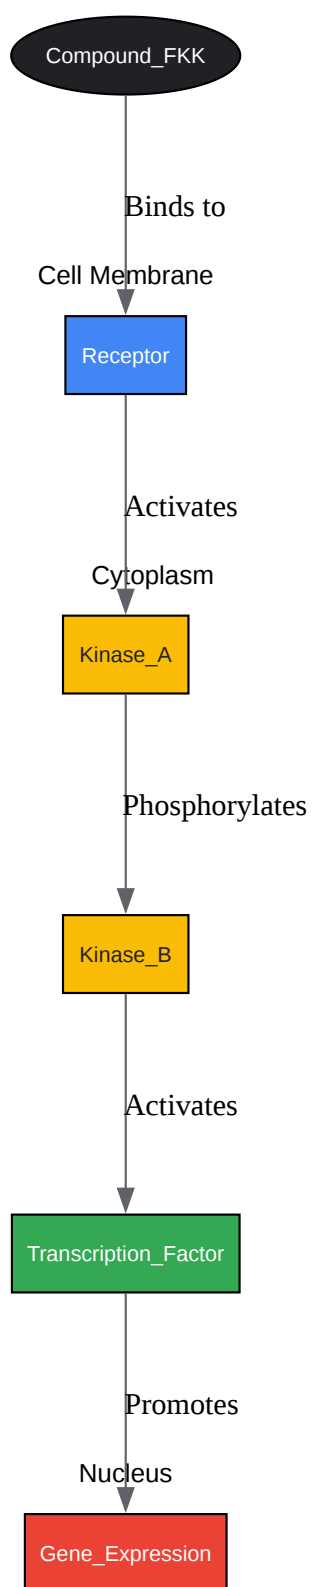 Compound_FKK
Binds to
Cell Membrane
Receptor
Activates
Cytoplasm
Kinase_A
Phosphorylates
Kinase_B
Activates
Transcription_Factor
Promotes
Nucleus
Gene_Expression